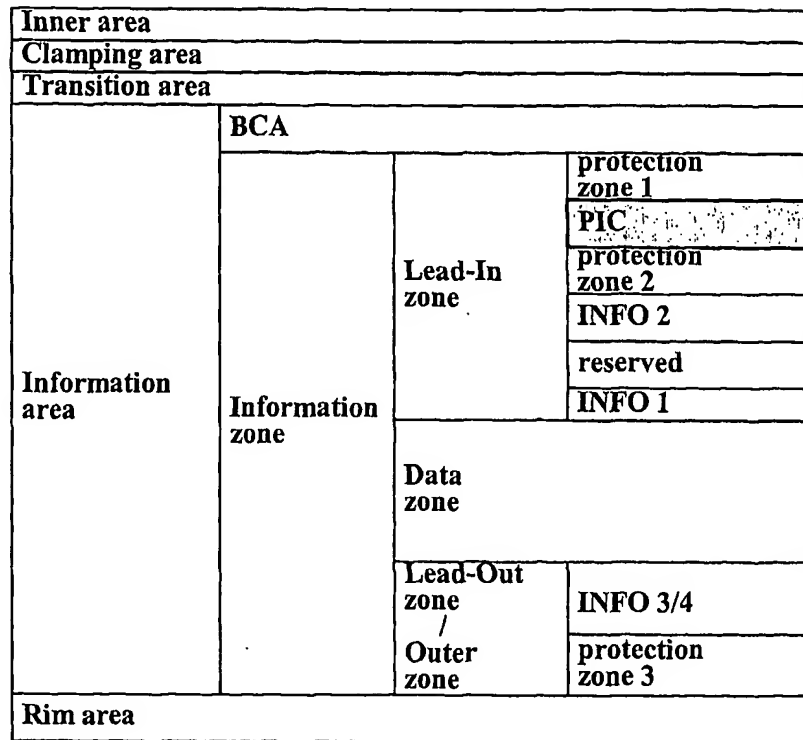 Inner area
Clamping area
Transition area
BCA
protection
zone 1
PIC
Lead-In
zone
protection
zone 2
INFO 2
reserved
INFO 1
Information
area
Information
zone
Data
zone
Lead-Out
zone
/
Outer
zone
INFO 3/4
protection
zone 3
Rim area